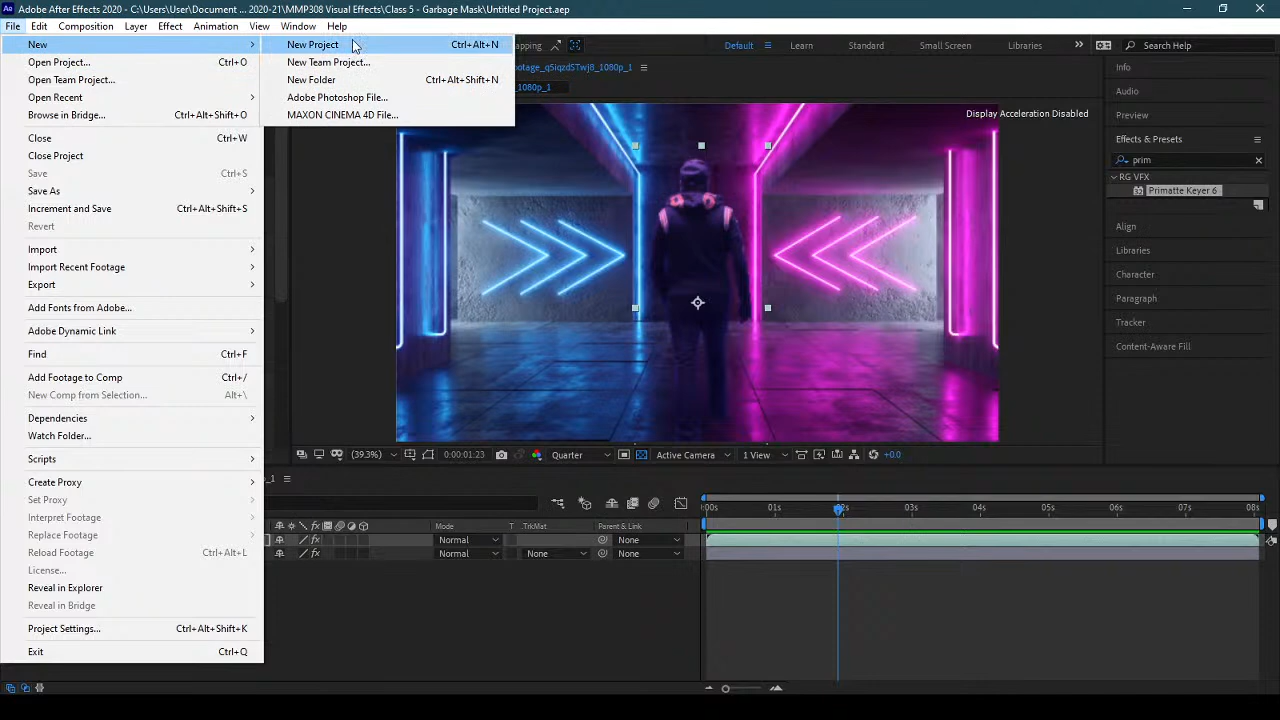 Adobe After Effects 2020 - C:\Users\User\Document ... 2020-21\MMP308 Visual Effects\Class 5 - Garbage Mask\Untitled Project.aep
File Edit Composition Layer Effect Animation View Window Help
New
New Project Ctrl+Alt+N
New Team Project...
New Folder Ctrl+Alt+Shift+N
Adobe Photoshop File...
MAXON CINEMA 4D File...
Open Project... Ctrl+O
Open Team Project...
Open Recent
Browse in Bridge... Ctrl+Alt+Shift+O
Close Ctrl+W
Close Project
Save Ctrl+S
Save As
Increment and Save Ctrl+Alt+Shift+S
Revert
Import
Import Recent Footage
Export
Add Fonts from Adobe...
Adobe Dynamic Link
Find Ctrl+F
Add Footage to Comp Ctrl+/
New Comp from Selection... Alt+\
Dependencies
Watch Folder...
Scripts
Create Proxy
Set Proxy
Interpret Footage
Replace Footage
Reload Footage Ctrl+Alt+L
License...
Reveal in Explorer
Reveal in Bridge
Project Settings... Ctrl+Alt+Shift+K
Exit Ctrl+Q
apping Default Learn Standard Small Screen Libraries Search Help
ootage_qSiqzdSTwj8_1080p_1
_1080p_1
Display Acceleration Disabled
Info
Audio
Preview
Effects & Presets
prim
RG VFX
Primatte Keyer 6
Align
Libraries
Character
Paragraph
Tracker
Content-Aware Fill
(39.3%) 0:00:01:23 Quarter Active Camera 1 View +0.0
_1
:00s 01s 02s 03s 04s 05s 06s 07s 08s
Mode T TrkMat Parent & Link
Normal None
Normal None None